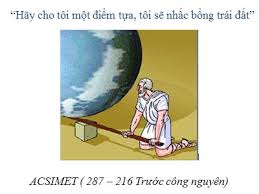 “Hãy cho tôi một điểm tựa, tôi sẽ nhấc bổng trái đất”
ACSIMET ( 287 – 216 Trước công nguyên)